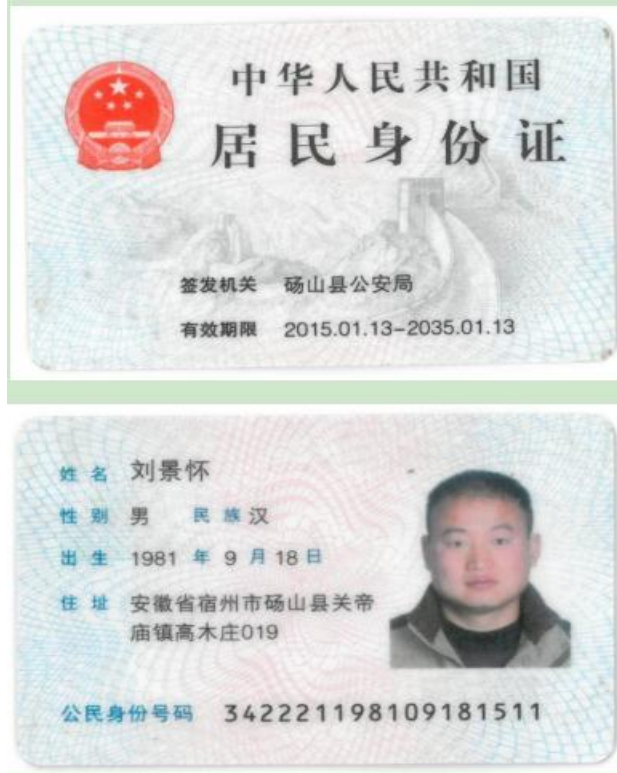 中华人民共和国
居民身份证
签发机关 砀山县公安局
有效期限 2015.01.13-2035.01.13
姓名 刘景怀
性别 男 民族 汉
出生 1981 年 9 月 18 日
住址 安徽省宿州市砀山县关帝
庙镇高木庄019
公民身份号码 342221198109181511